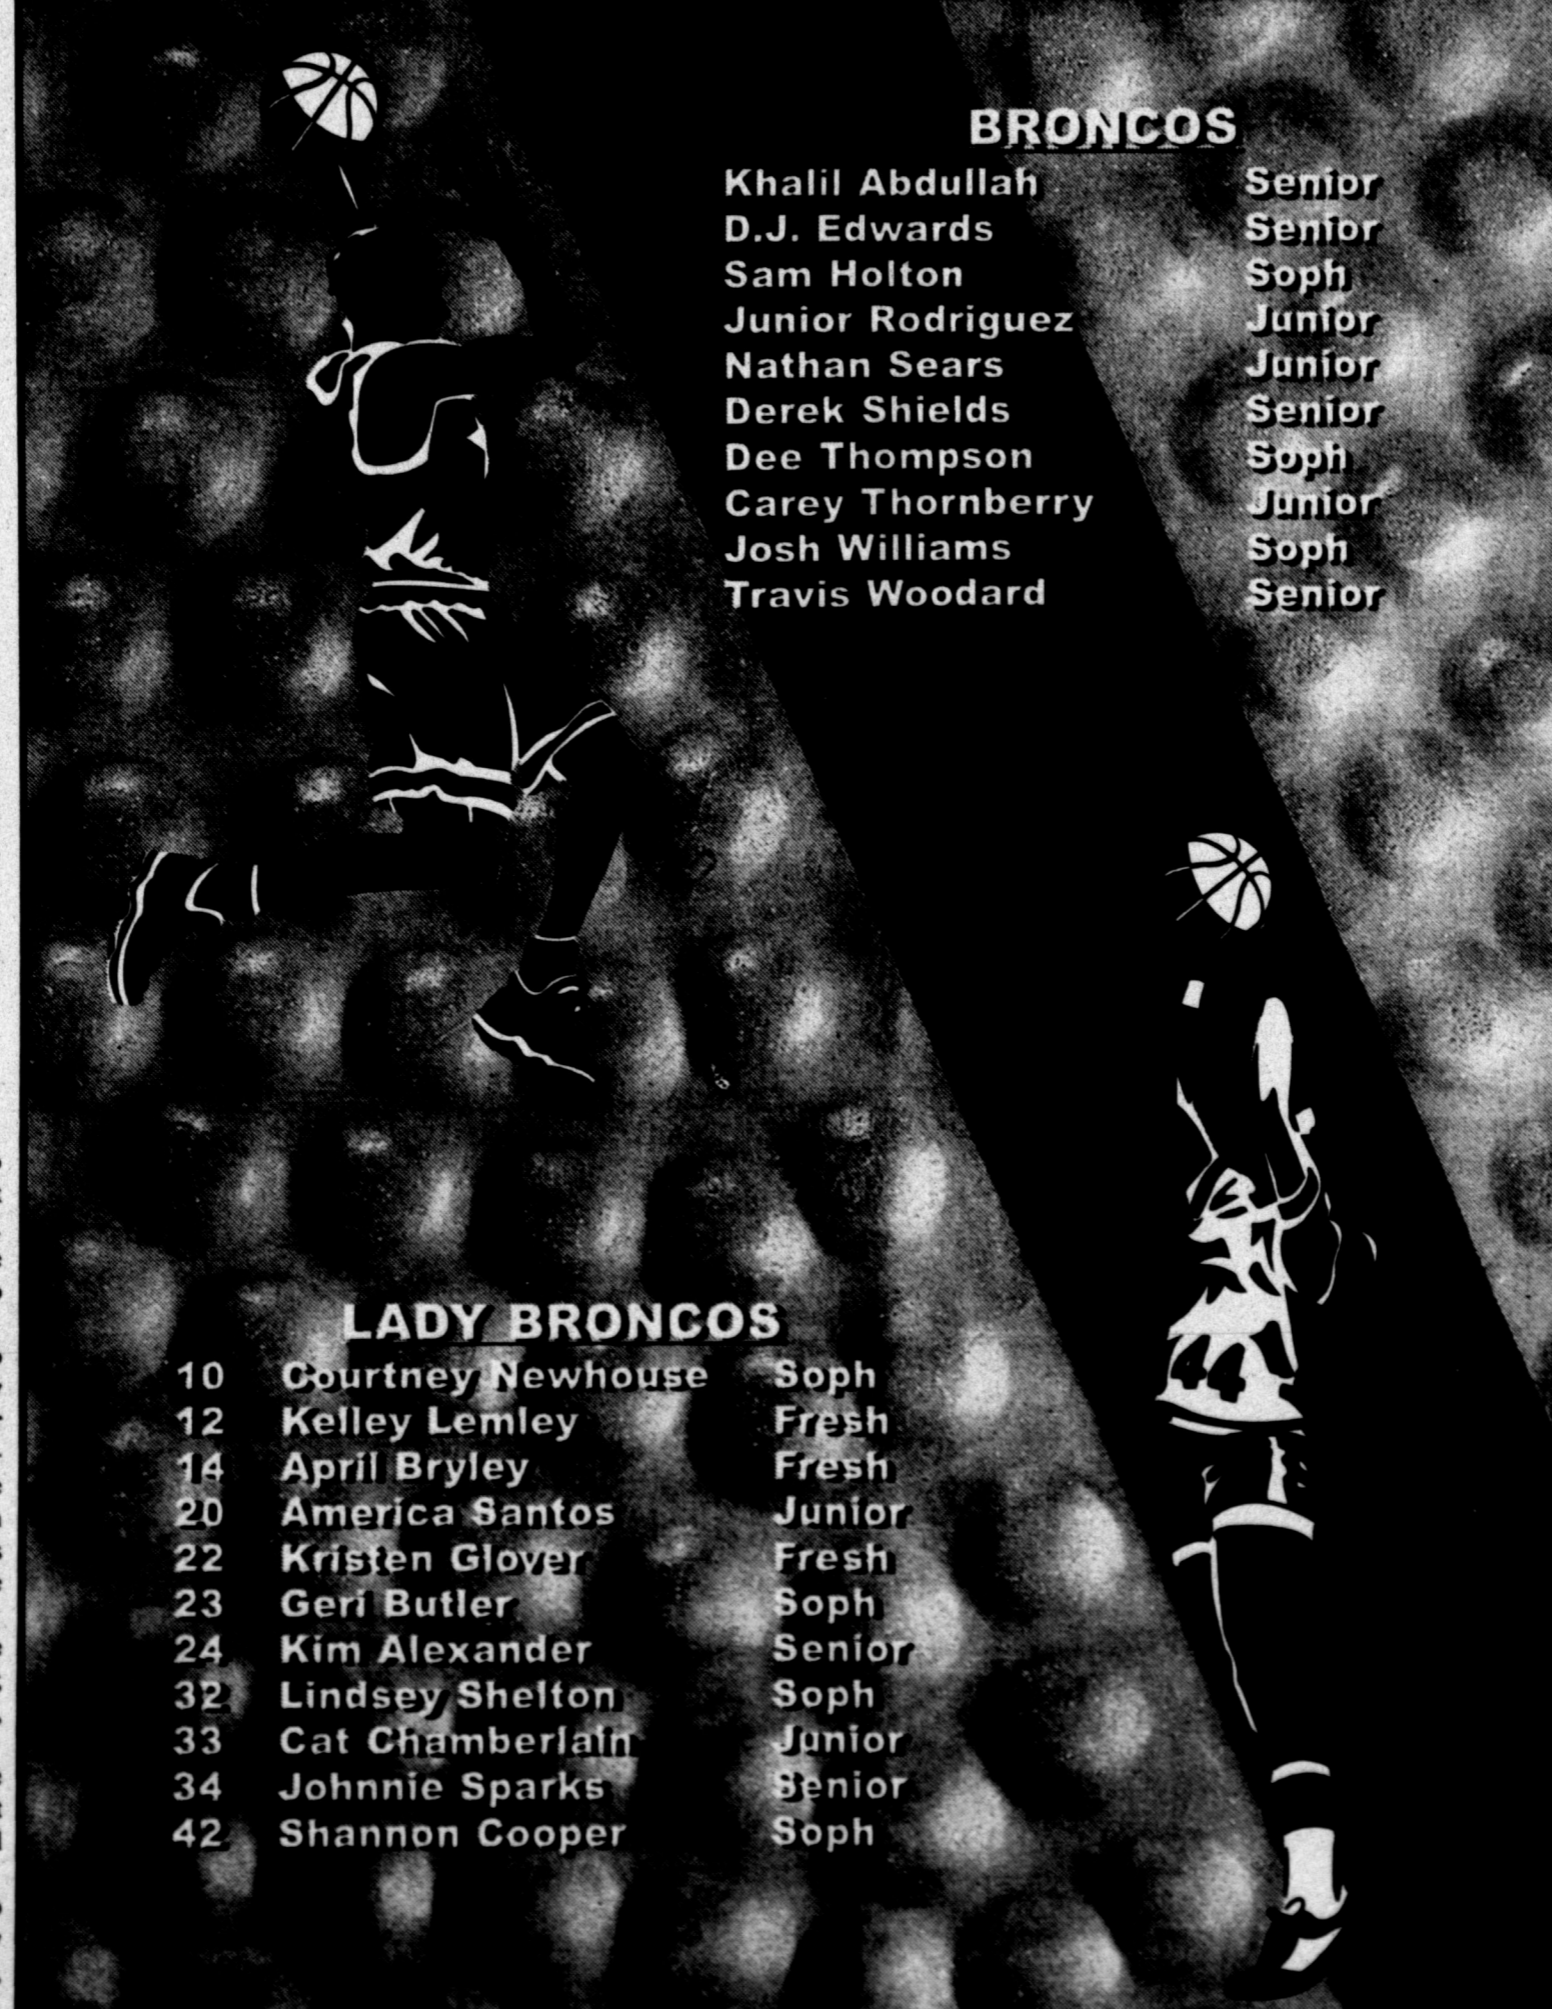 BRONCOS
Khalil Abdullah Senior
D.J. Edwards Senior
Sam Holton Soph
Junior Rodriguez Junior
Nathan Sears Junior
Derek Shields Senior
Dee Thompson Soph
Carey Thornberry Junior
Josh Williams Soph
Travis Woodard Senior
44
LADY BRONCOS
10 Courtney Newhouse Soph
12 Kelley Lemley Fresh
14 April Bryley Fresh
20 America Santos Junior
22 Kristen Glover Fresh
23 Geri Butler Soph
24 Kim Alexander Senior
32 Lindsey Shelton Soph
33 Cat Chamberlain Junior
34 Johnnie Sparks Senior
42 Shannon Cooper Soph